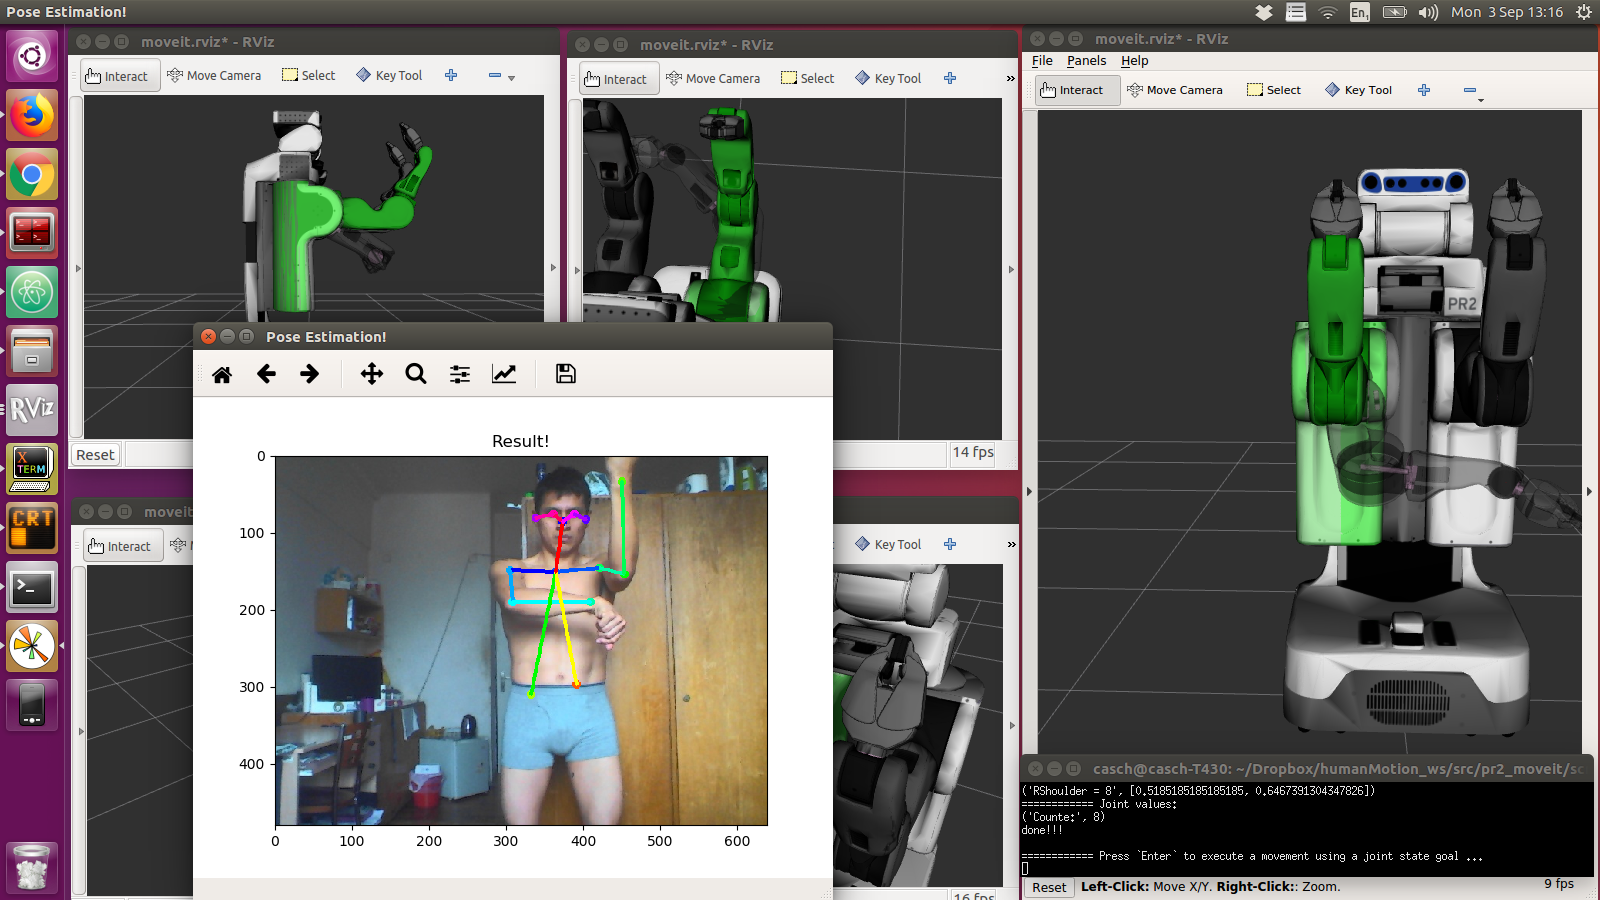 Pose Estimation!
En1
Mon 3 Sep 13:16
moveit.rviz* - RViz
Interact
Move Camera
Select
Key Tool
moveit.rviz* - RViz
Interact
Move Camera
Select
Key Tool
»
moveit.rviz* - RViz
File
Panels
Help
Interact
Move Camera
Select
Key Tool
PR2
RViz
X
TERM
CRT
>_
Reset
14 fps
Pose Estimation!
Result!
0
100
200
300
400
0
100
200
300
400
500
600
Interact
Key Tool
»
16 fps
casch@casch-T430: ~/Dropbox/humanMotion_ws/src/pr2_moveit/sc
('RShoulder = 8', [0.5185185185185185, 0.6467391304347826])
============ Joint values:
('Counte:', 8)
done!!!
============ Press `Enter` to execute a movement using a joint state goal ...
Reset
Left-Click: Move X/Y. Right-Click:: Zoom.
9 fps